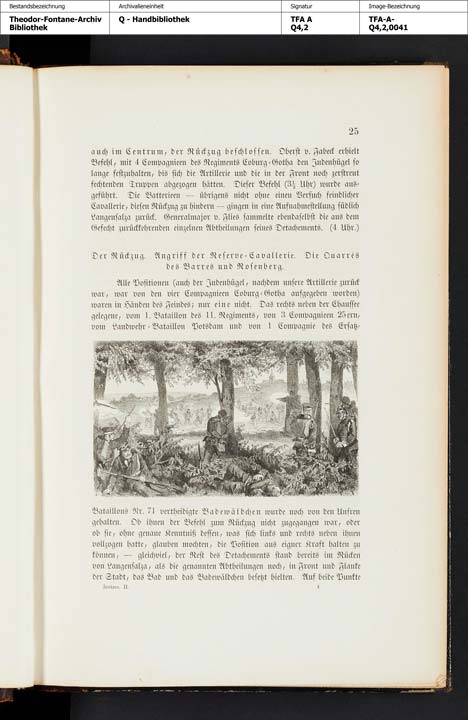 Bestandsbezeichnung
Archivalieneinheit
Signatur
Image-Bezeichnung
Theodor-Fontane-Archiv
Bibliothek
Q - Handbibliothek
TFA A
Q4,2
TFA-A-
Q4,2,0041
25
auch im Centrum, der Rückzug beschlossen. Oberst v. Fabeck erhielt
Befehl, mit 4 Compagnieen des Regiments Coburg-Gotha den Judenhügel so
lange festzuhalten, bis sich die Artillerie und die in der Front noch zerstreut
fechtenden Truppen abgezogen hätten. Dieser Befehl (3¼ Uhr) wurde aus-
geführt. Die Batterieen — übrigens nicht ohne einen Versuch feindlicher
Cavallerie, diesen Rückzug zu hindern — gingen in eine Aufnahmestellung südlich
Langensalza zurück. Generalmajor v. Flies sammelte ebendaselbst die aus dem
Gefecht zurückkehrenden einzelnen Abtheilungen seines Detachements. (4 Uhr.)
Der Rückzug. Angriff der Reserve-Cavallerie. Die Quarrés
des Barres und Rosenberg.
Alle Positionen (auch der Judenhügel, nachdem unsere Artillerie zurück
war, war von den vier Compagnieen Coburg-Gotha aufgegeben worden)
waren in Händen des Feindes; nur eine nicht. Das rechts neben der Chaussee
gelegene, vom 1. Bataillon des 11. Regiments, von 3 Compagnieen 25ern,
vom Landwehr-Bataillon Potsdam und von 1 Compagnie des Ersatz-
Bataillons Nr. 71 vertheidigte Badewäldchen wurde noch von den Unsren
gehalten. Ob ihnen der Befehl zum Rückzug nicht zugegangen war, oder
ob sie, ohne genaue Kenntniß dessen, was sich links und rechts neben ihnen
vollzogen hatte, glauben mochten, die Position aus eigner Kraft halten zu
können, — gleichviel, der Rest des Detachements stand bereits im Rücken
von Langensalza, als die genannten Abtheilungen noch, in Front und Flanke
der Stadt, das Bad und das Badewäldchen besetzt hielten. Auf beide Punkte